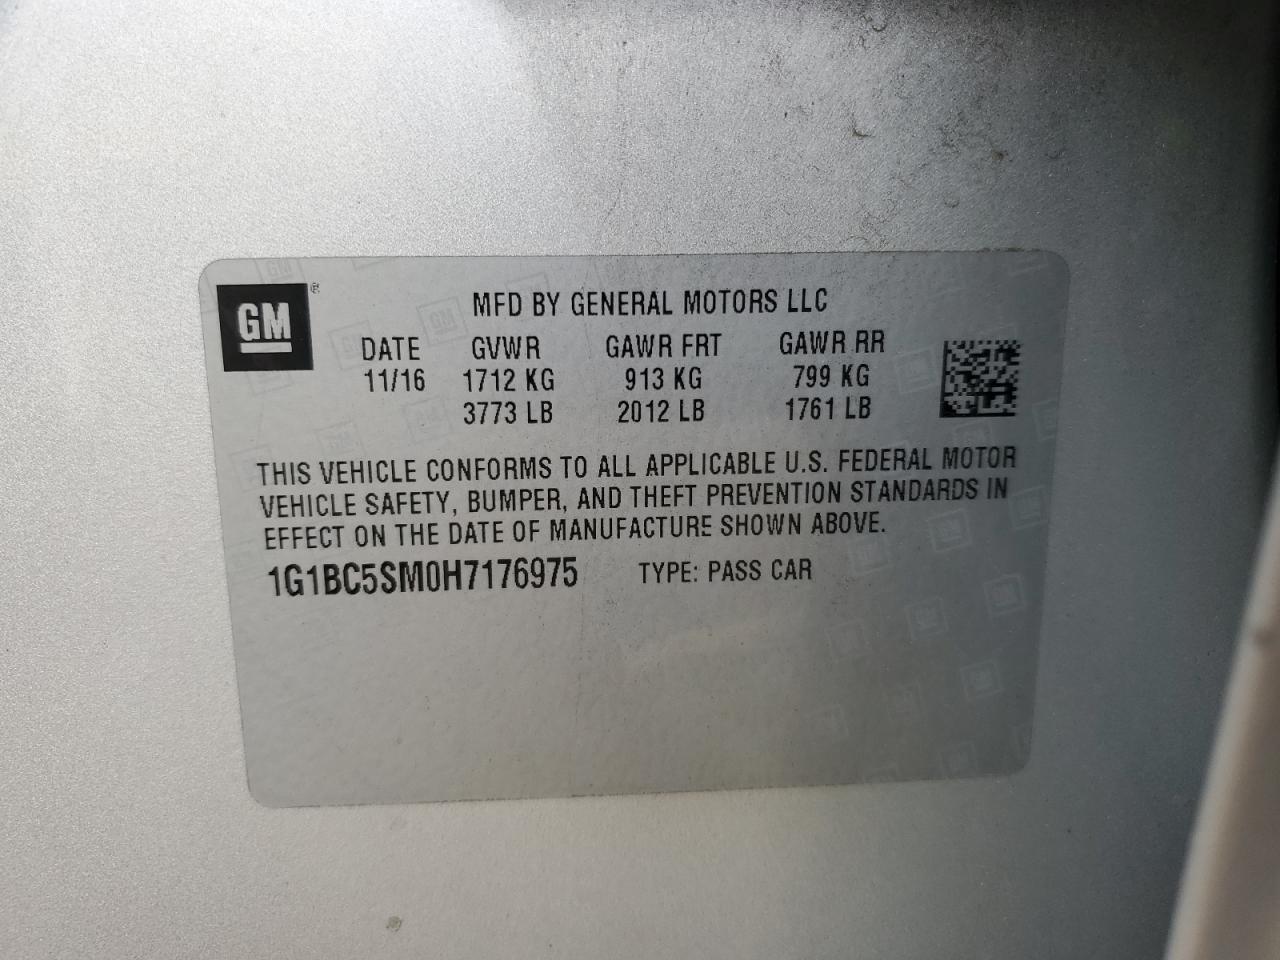 GM ®
MFD BY GENERAL MOTORS LLC
DATE GVWR GAWR FRT GAWR RR
11/16 1712 KG 913 KG 799 KG
3773 LB 2012 LB 1761 LB
THIS VEHICLE CONFORMS TO ALL APPLICABLE U.S. FEDERAL MOTOR
VEHICLE SAFETY, BUMPER, AND THEFT PREVENTION STANDARDS IN
EFFECT ON THE DATE OF MANUFACTURE SHOWN ABOVE.
1G1BC5SM0H7176975 TYPE: PASS CAR